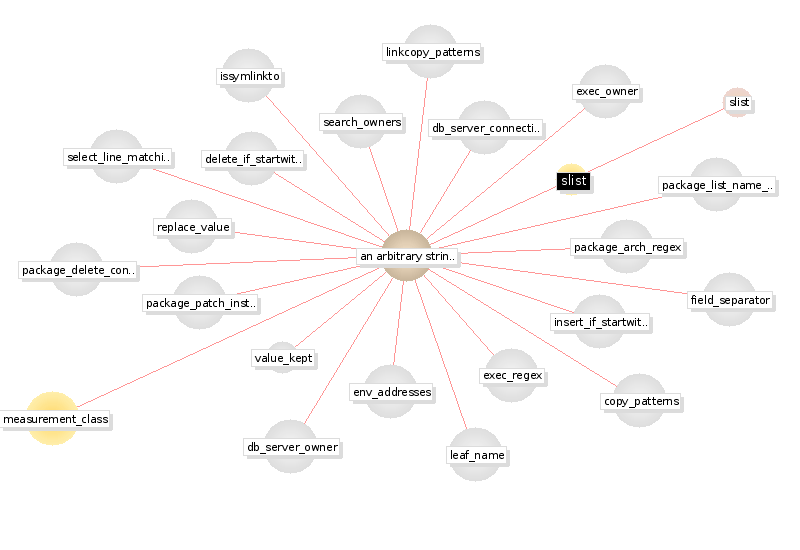 linkcopy_patterns
issymlinkto
exec_owner
slist
search_owners
db_server_connecti..
select_line_matchi..
delete_if_startwit..
slist
package_list_name_..
replace_value
package_arch_regex
an arbitrary strin..
package_delete_con..
package_patch_inst..
field_separator
insert_if_startwit..
value_kept
exec_regex
env_addresses
copy_patterns
measurement_class
db_server_owner
leaf_name